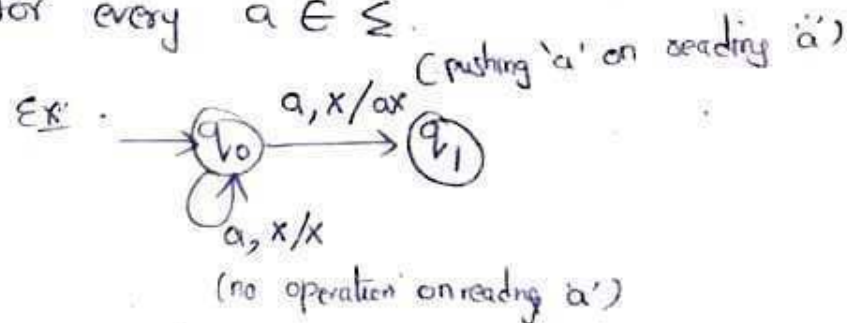 for every a ∈ Σ.
(pushing 'a' on reading 'a')
Ex: a, x/ax
q₀ q₁
a, x/x
(no operation on reading 'a')